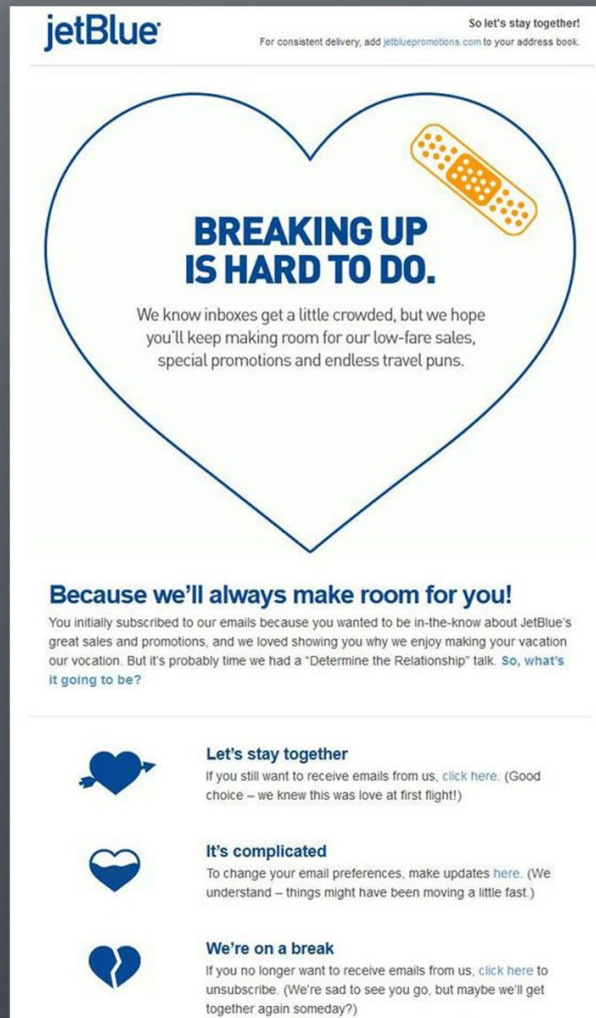 jetBlue
So let's stay together!
For consistent delivery, add jetbluepromotions.com to your address book.
BREAKING UP
IS HARD TO DO.
We know inboxes get a little crowded, but we hope
you'll keep making room for our low-fare sales,
special promotions and endless travel puns.
Because we'll always make room for you!
You initially subscribed to our emails because you wanted to be in-the-know about JetBlue's
great sales and promotions, and we loved showing you why we enjoy making your vacation
our vocation. But it's probably time we had a "Determine the Relationship" talk. So, what's
it going to be?
Let's stay together
If you still want to receive emails from us, click here. (Good
choice – we knew this was love at first flight!)
It's complicated
To change your email preferences, make updates here. (We
understand – things might have been moving a little fast.)
We're on a break
If you no longer want to receive emails from us, click here to
unsubscribe. (We're sad to see you go, but maybe we'll get
together again someday?)